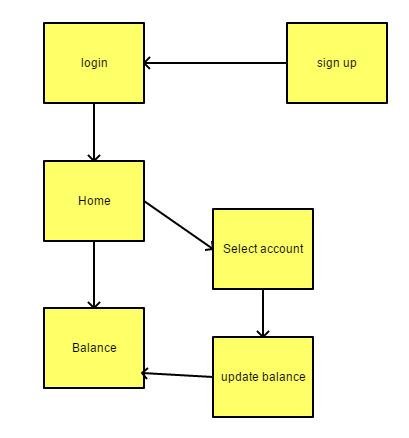 login
sign up
Home
Select account
Balance
update balance